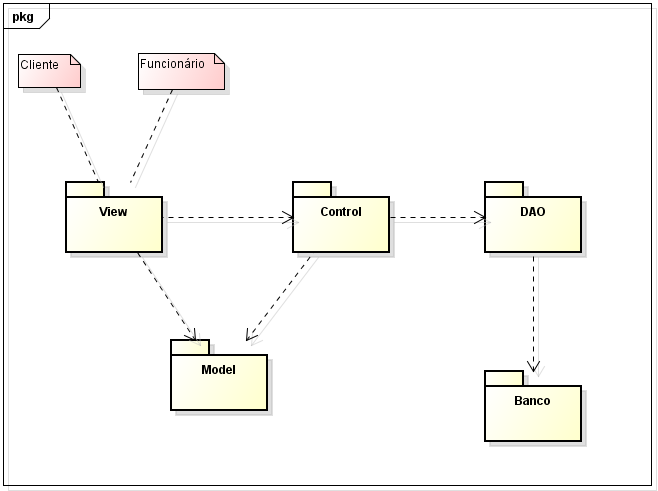 pkg
Cliente
Funcionário
View
Control
DAO
Model
Banco